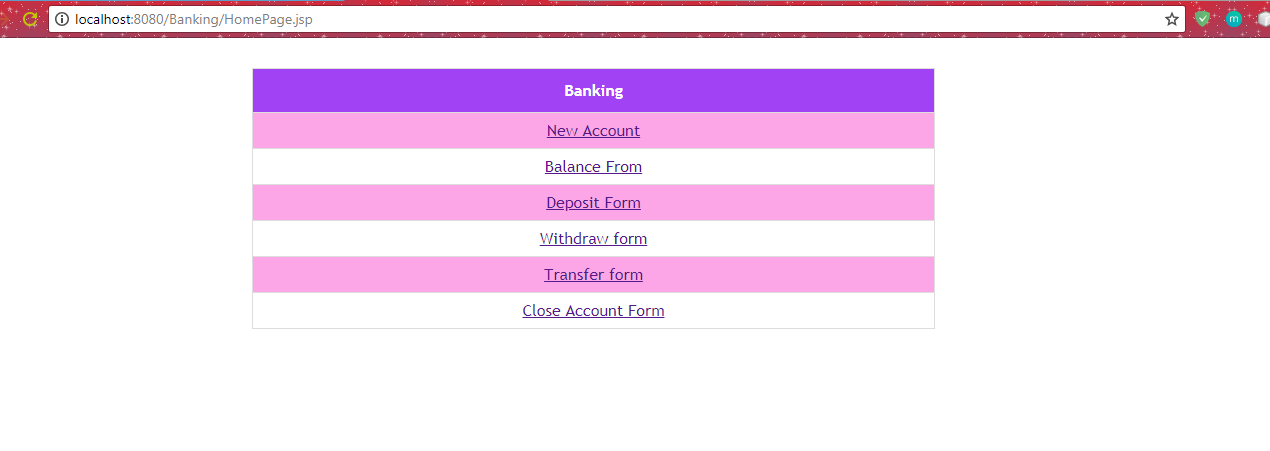 localhost:8080/Banking/HomePage.jsp
m
Banking
New Account
Balance From
Deposit Form
Withdraw form
Transfer form
Close Account Form